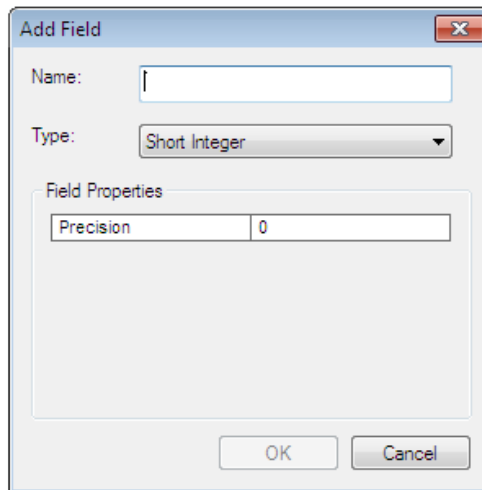 Add Field
Name:
Type: Short Integer
Field Properties
Precision 0
OK Cancel